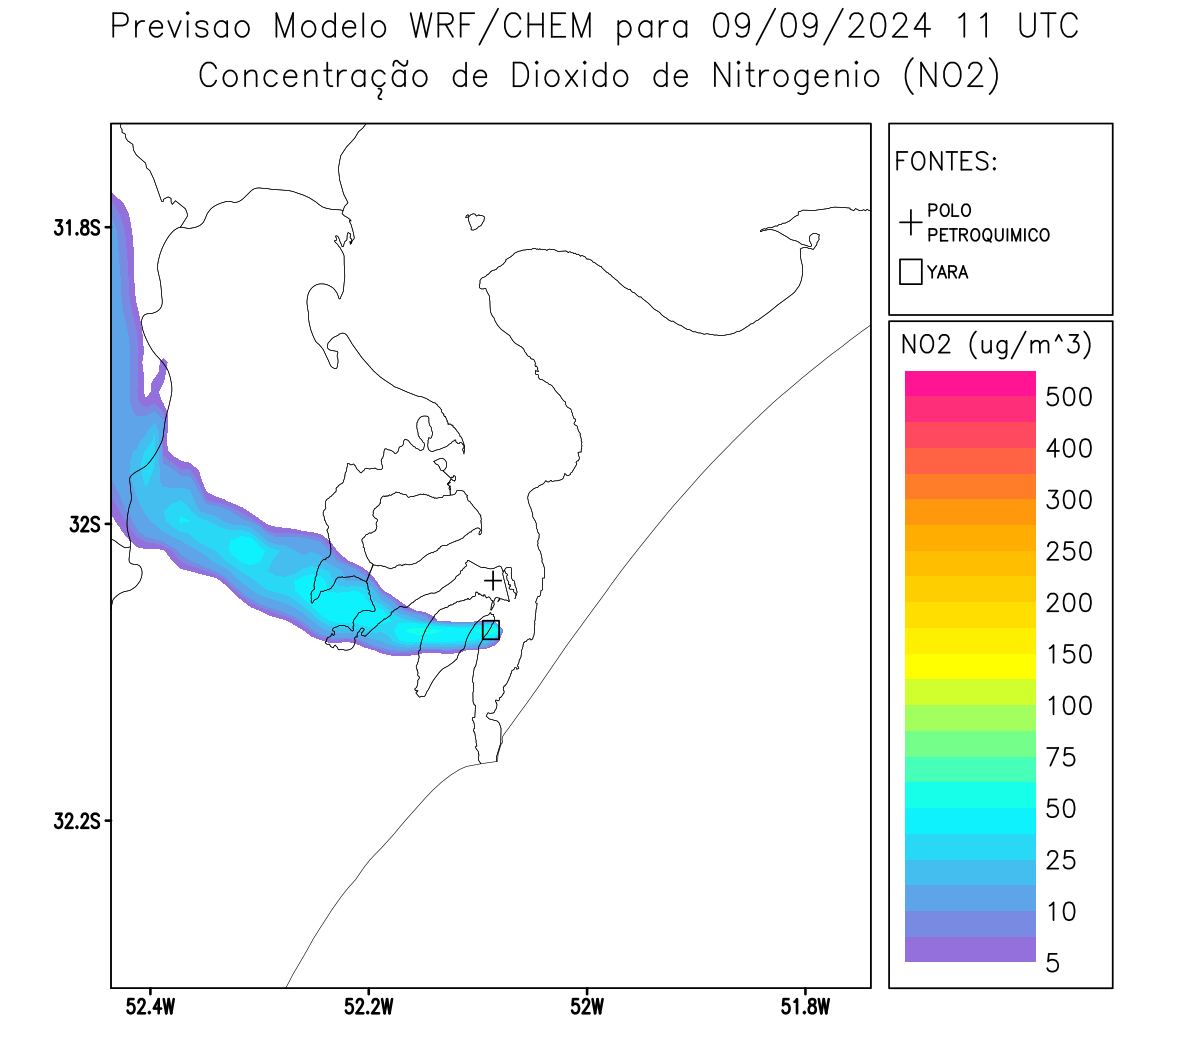 Previsao Modelo WRF/CHEM para 09/09/2024 11 UTC
Concentração de Dioxido de Nitrogenio (NO2)
FONTES:
POLO
PETROQUIMICO
YARA
NO2 (ug/m^3)
500
400
300
250
200
150
100
75
50
25
10
5
31.8S
32S
32.2S
52.4W
52.2W
52W
51.8W